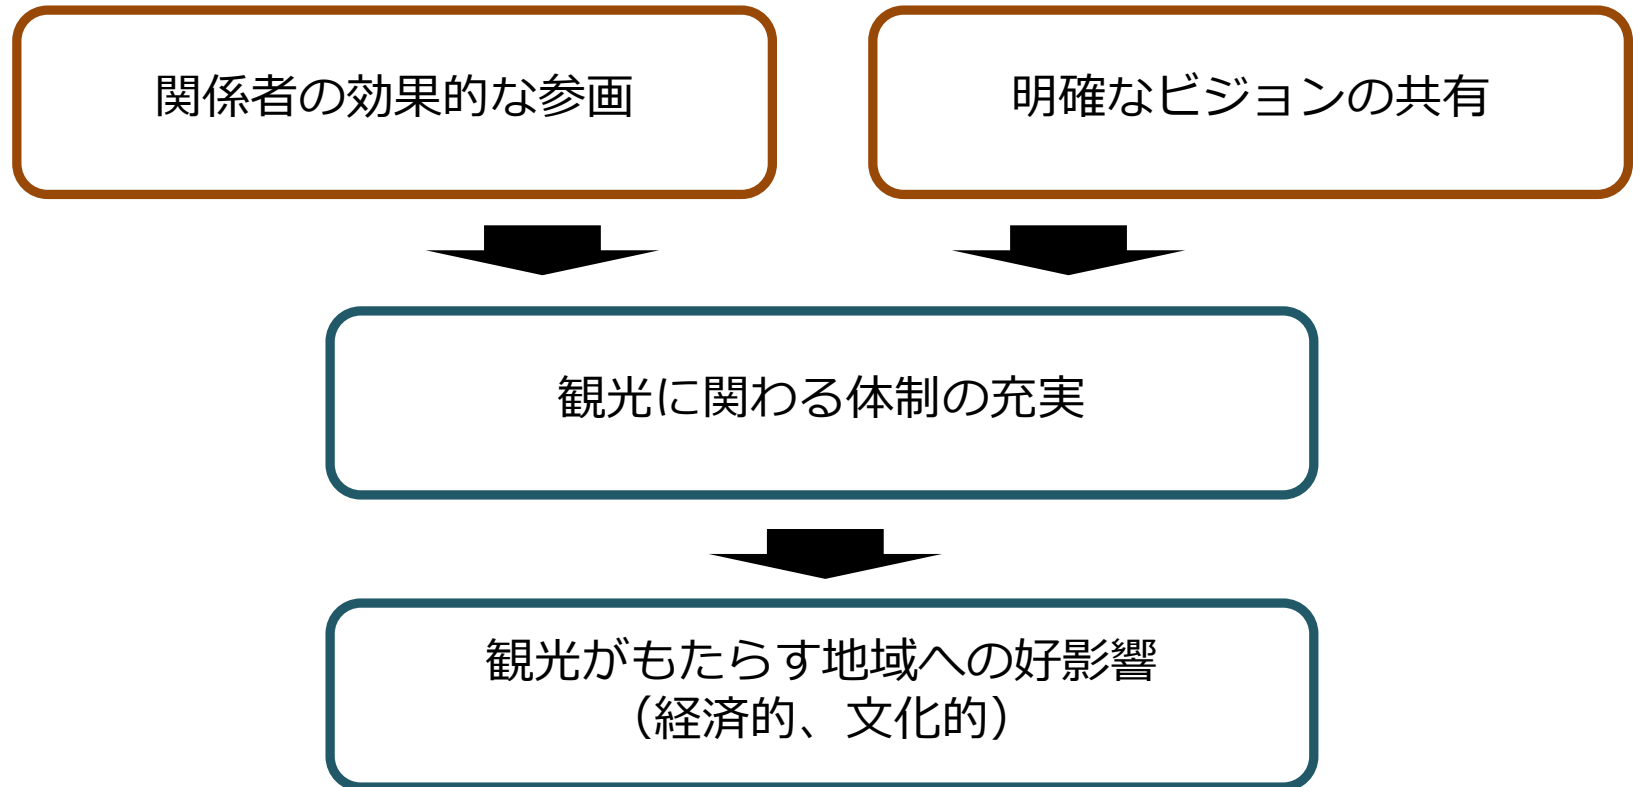 関係者の効果的な参画
明確なビジョンの共有
観光に関わる体制の充実
観光がもたらす地域への好影響
（経済的、文化的）